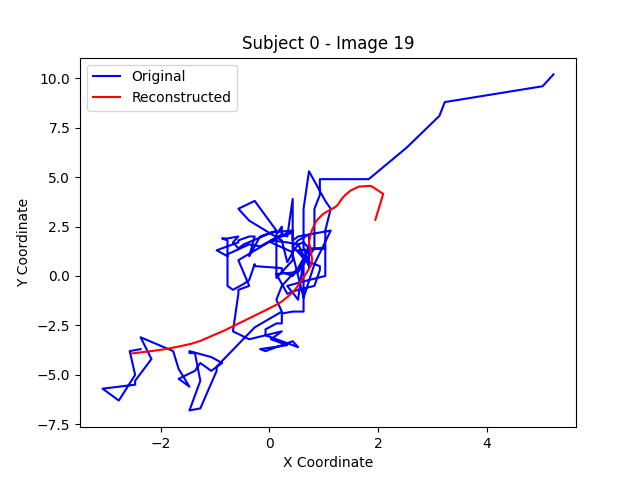 Subject 0 - Image 19
Original
Reconstructed
10.0
7.5
5.0
2.5
0.0
−2.5
−5.0
−7.5
Y Coordinate
−2 0 2 4
X Coordinate